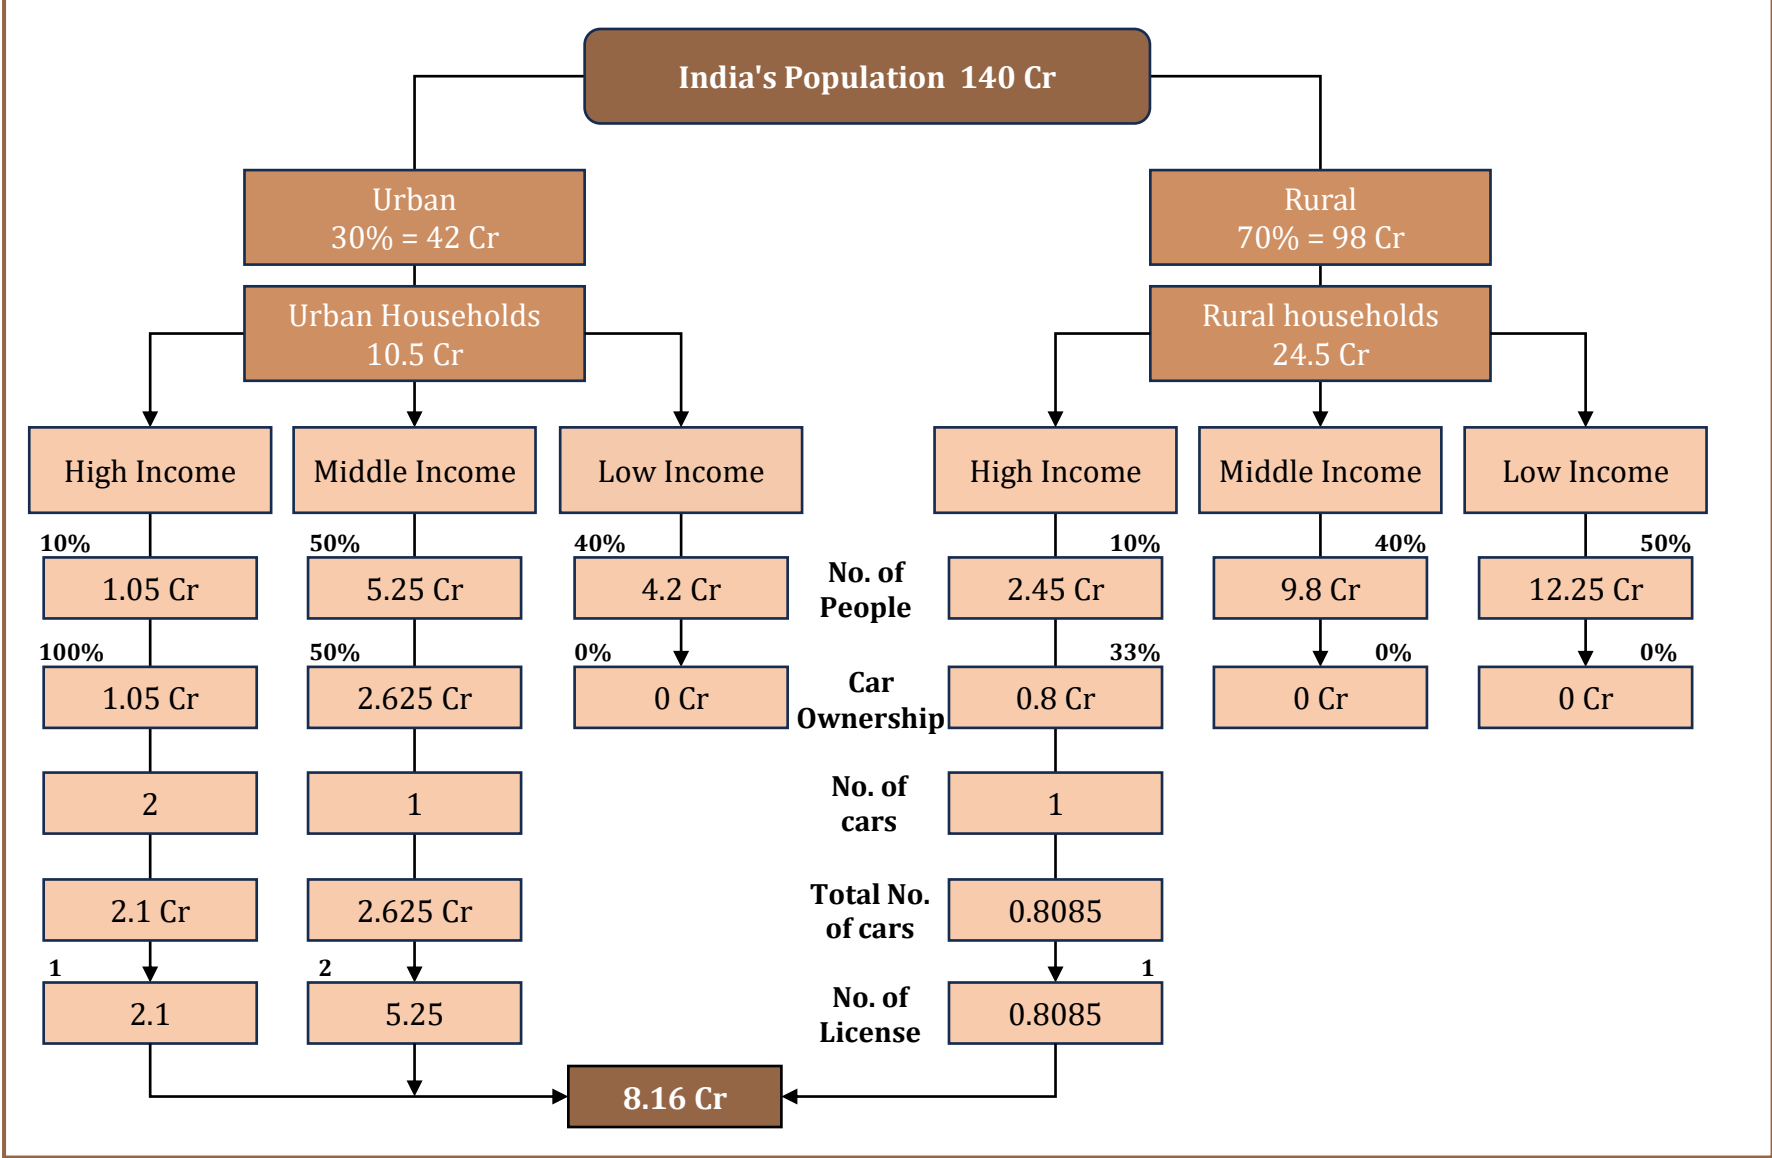 India's Population 140 Cr
Urban
30% = 42 Cr
Rural
70% = 98 Cr
Urban Households
10.5 Cr
Rural households
24.5 Cr
High Income
Middle Income
Low Income
High Income
Middle Income
Low Income
10%
50%
40%
10%
40%
50%
1.05 Cr
5.25 Cr
4.2 Cr
No. of
People
2.45 Cr
9.8 Cr
12.25 Cr
100%
50%
0%
33%
0%
0%
1.05 Cr
2.625 Cr
0 Cr
Car
Ownership
0.8 Cr
0 Cr
0 Cr
2
1
No. of
cars
1
2.1 Cr
2.625 Cr
Total No.
of cars
0.8085
1
2
1
2.1
5.25
No. of
License
0.8085
8.16 Cr